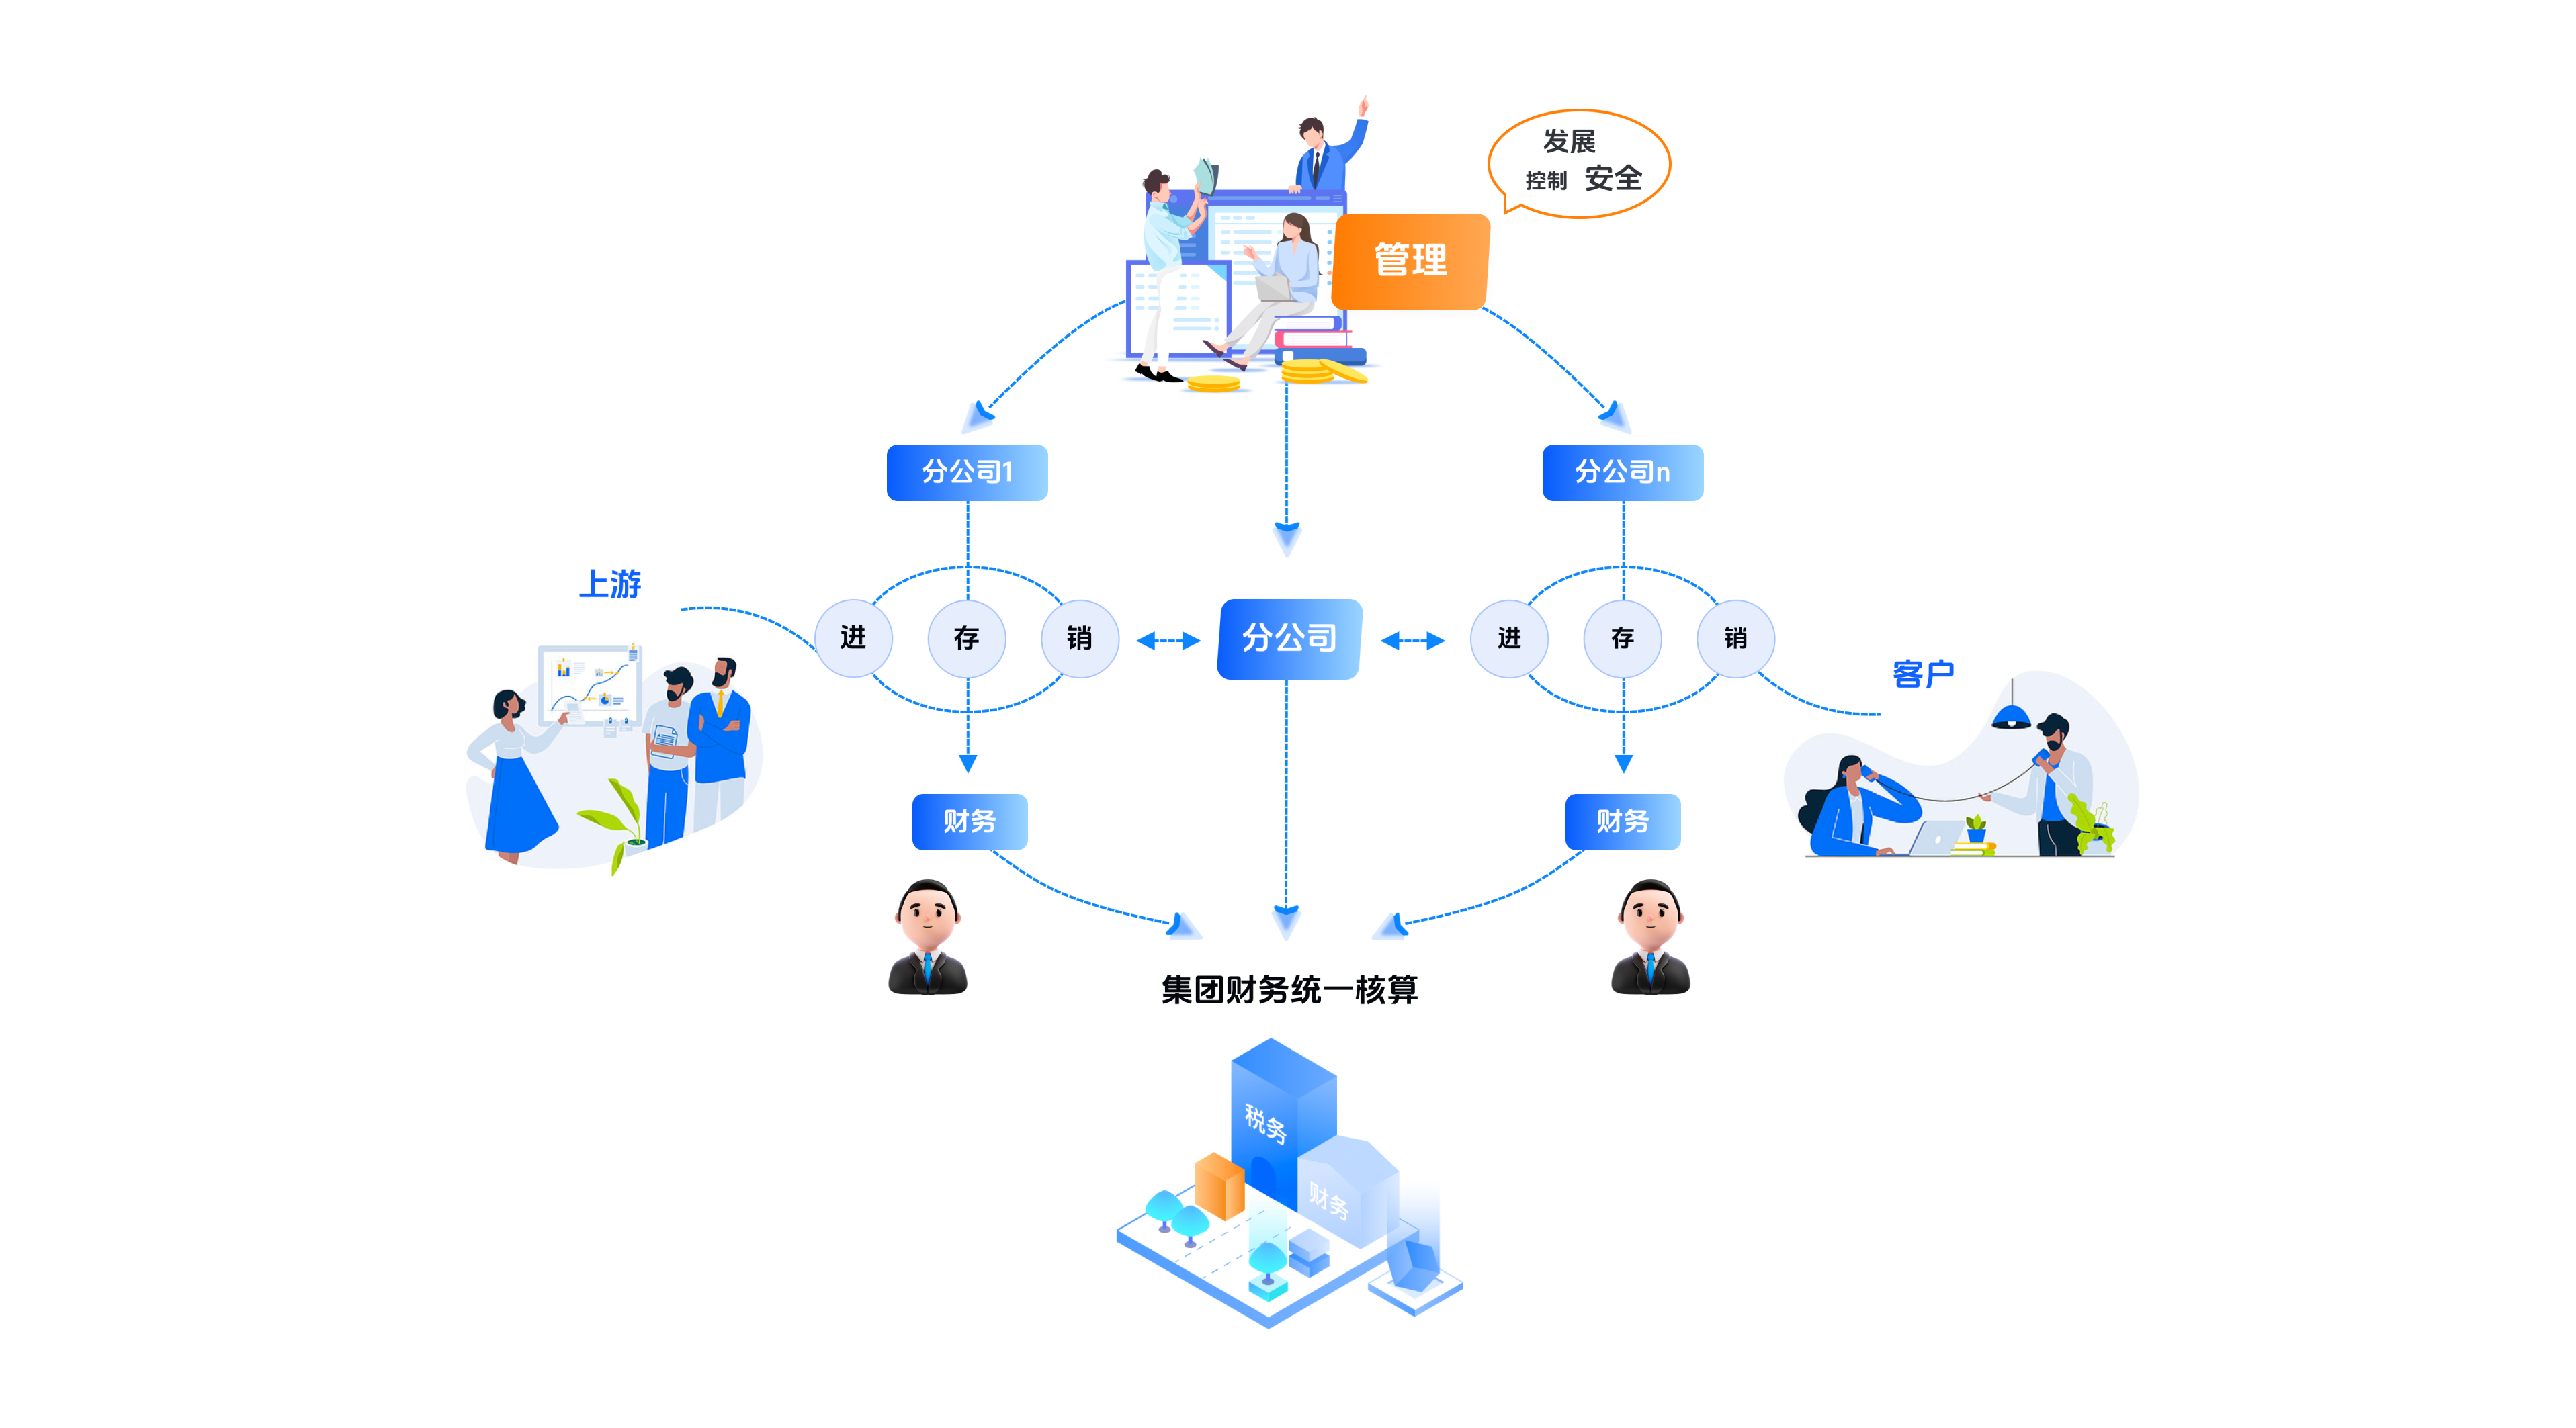 发展
控制 安全
管理
分公司1
分公司n
上游
进
存
销
分公司
进
存
销
客户
财务
财务
集团财务统一核算
税务
财务